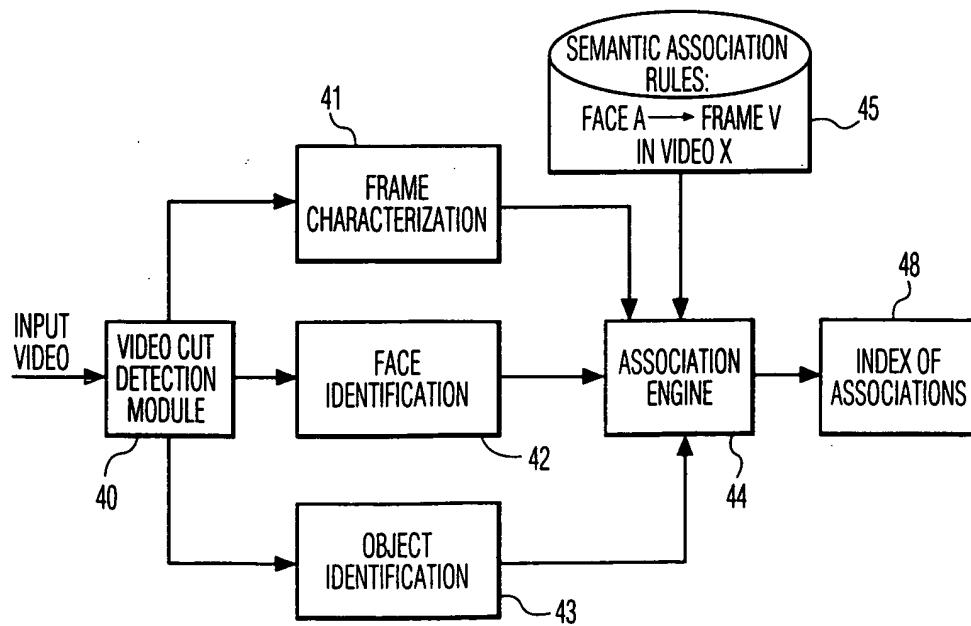 SEMANTIC ASSOCIATION
RULES:
FACE A → FRAME V
IN VIDEO X
45
41
FRAME
CHARACTERIZATION
48
INPUT
VIDEO
VIDEO CUT
DETECTION
MODULE
FACE
IDENTIFICATION
ASSOCIATION
ENGINE
INDEX OF
ASSOCIATIONS
40
42
44
OBJECT
IDENTIFICATION
43